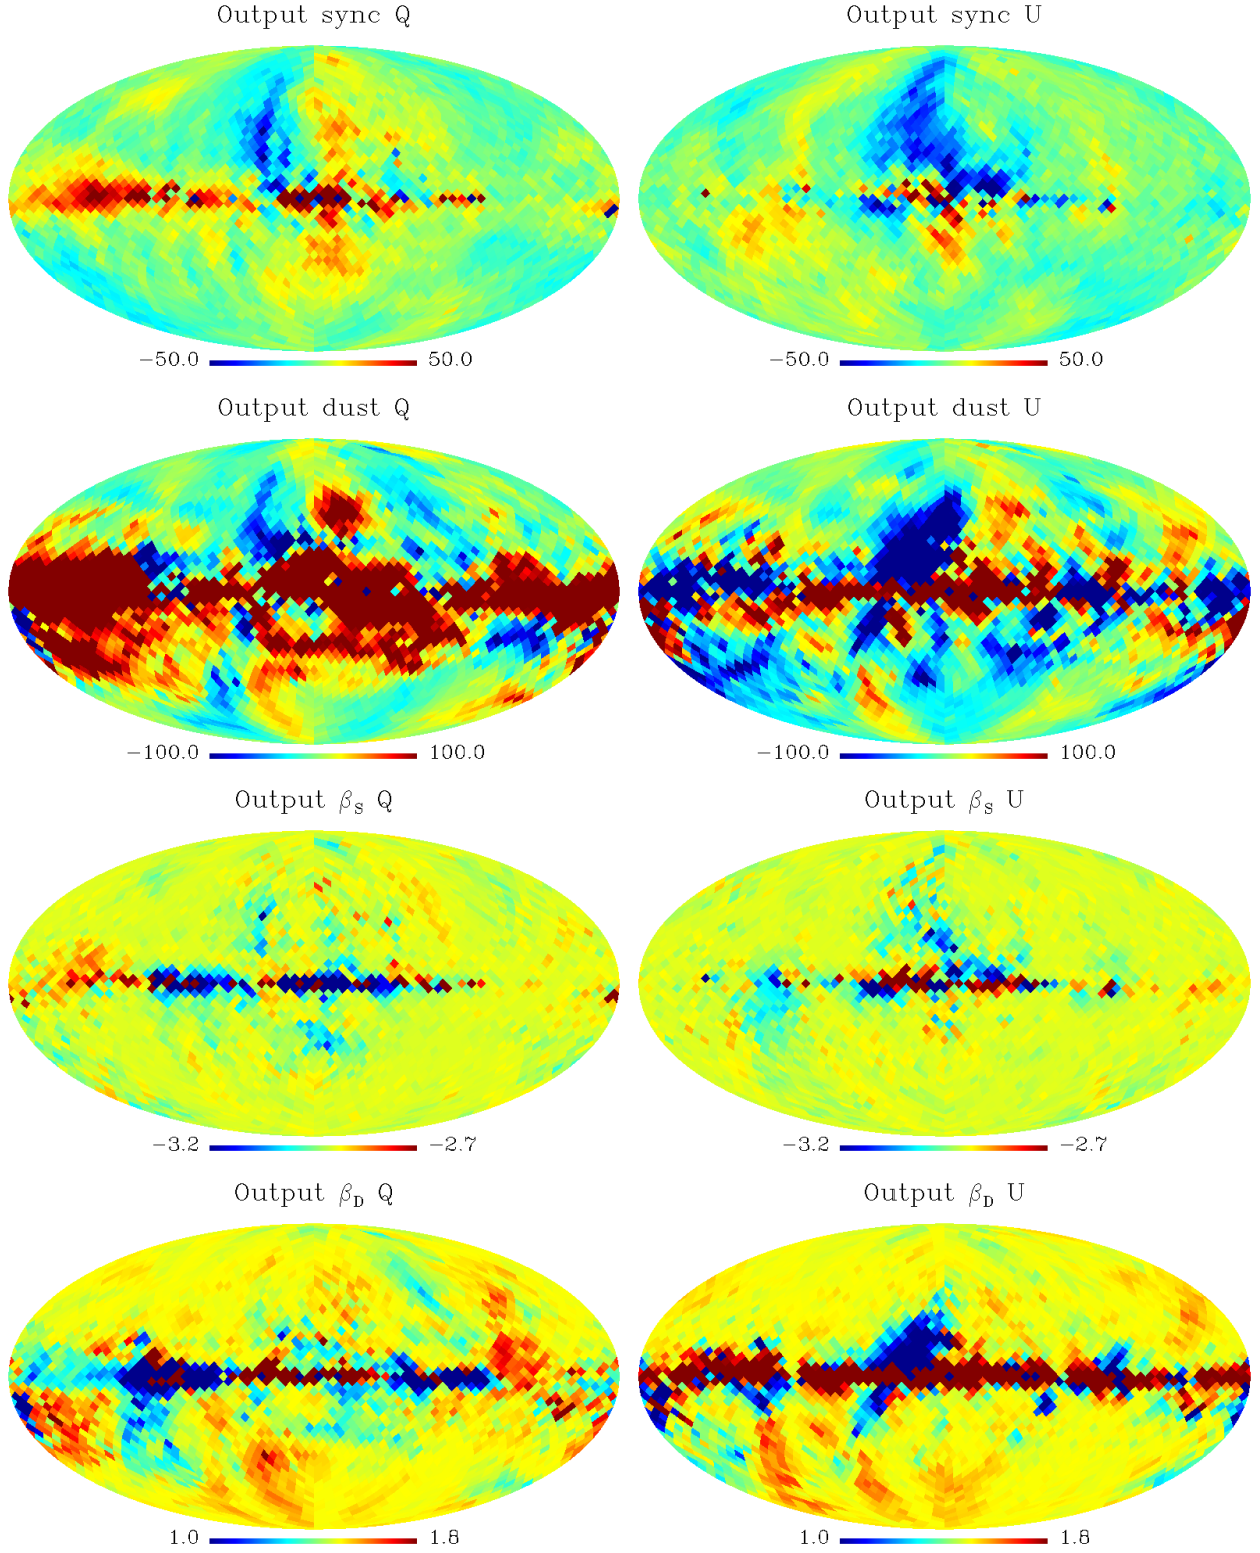 Output sync Q
Output sync U
−50.0 50.0
−50.0 50.0
Output dust Q
Output dust U
−100.0 100.0
−100.0 100.0
Output βS Q
Output βS U
−3.2 −2.7
−3.2 −2.7
Output βD Q
Output βD U
1.0 1.8
1.0 1.8